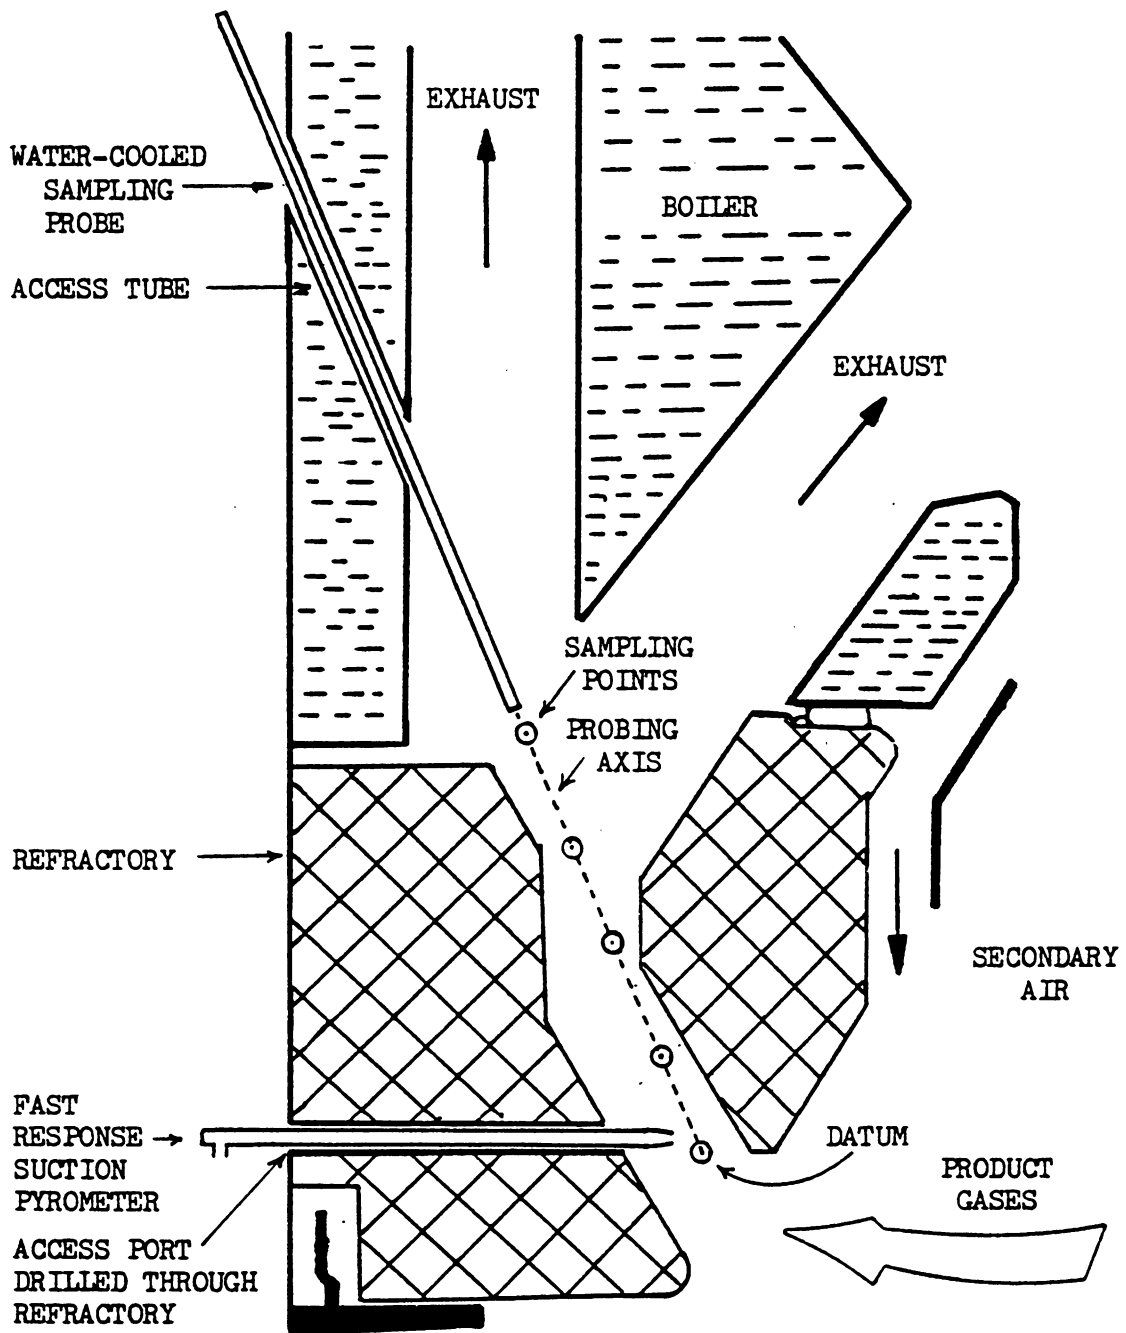 EXHAUST
WATER-COOLED
SAMPLING
PROBE
BOILER
ACCESS TUBE
EXHAUST
SAMPLING
POINTS
PROBING
AXIS
REFRACTORY
SECONDARY
AIR
FAST
RESPONSE
SUCTION
PYROMETER
DATUM
PRODUCT
GASES
ACCESS PORT
DRILLED THROUGH
REFRACTORY